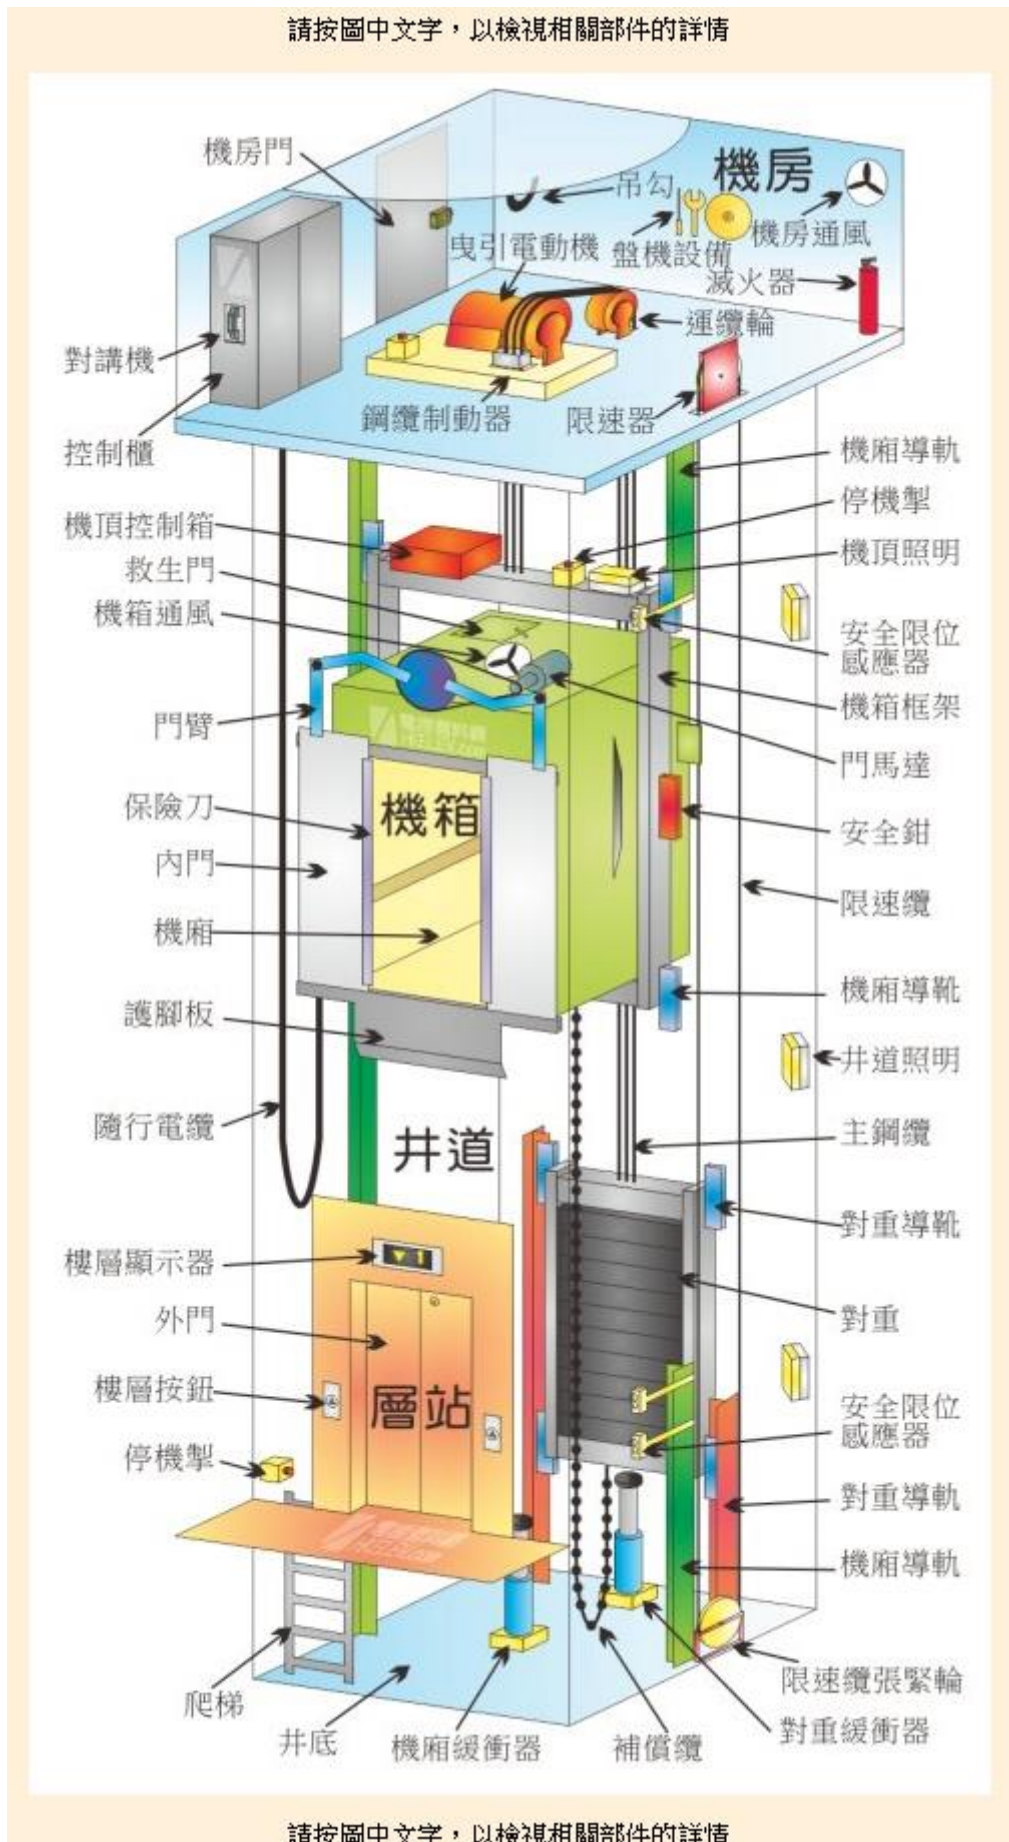 請按圖中文字，以檢視相關部件的詳情
機房門
機房
吊勾
曳引電動機
盤機設備
機房通風
滅火器
運纜輪
對講機
鋼纜制動器
限速器
控制櫃
機廂導軌
停機掣
機頂控制箱
機頂照明
救生門
機箱通風
安全限位
感應器
機箱框架
門臂
門馬達
保險刀
機箱
安全鉗
內門
限速纜
機廂
機廂導靴
護腳板
井道照明
隨行電纜
井道
主鋼纜
對重導靴
樓層顯示器
外門
對重
樓層按鈕
層站
安全限位
感應器
停機掣
對重導軌
機廂導軌
限速纜張緊輪
爬梯
井底
機廂緩衝器
補償纜
對重緩衝器
請按圖中文字，以檢視相關部件的詳情